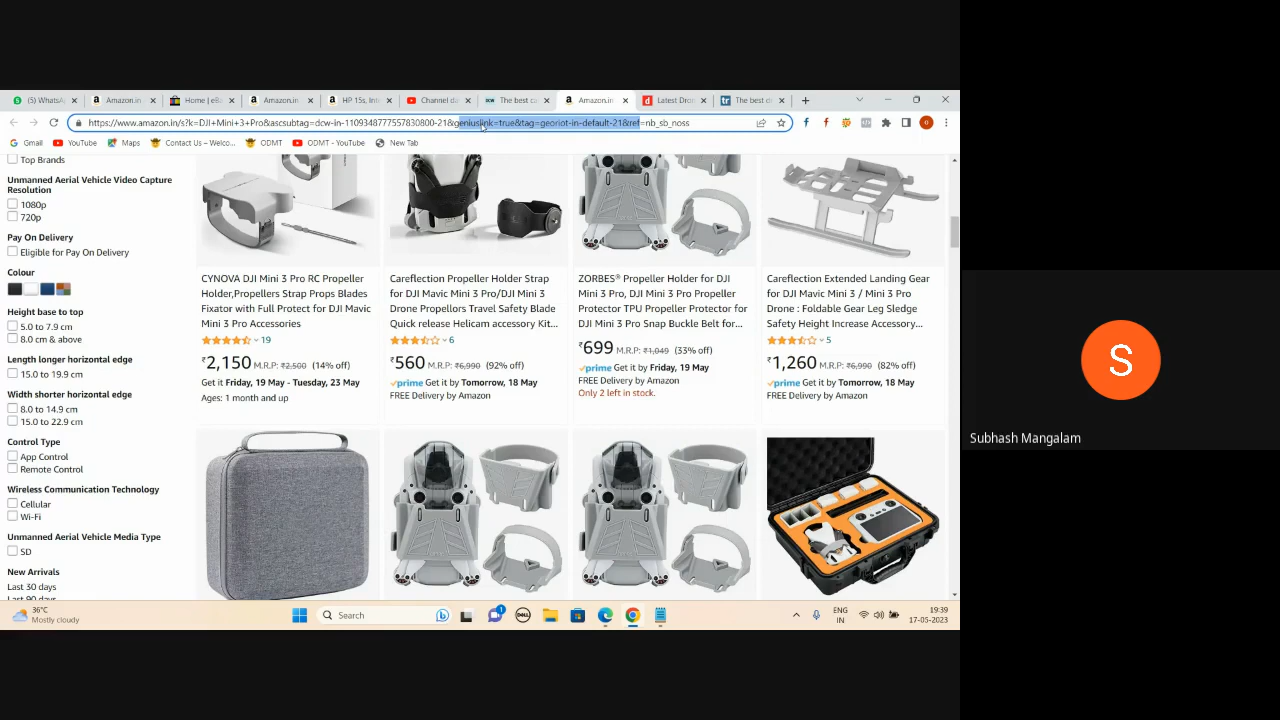 (5) WhatsA
Amazon.in
Home | eBa
Amazon.in
HP 15s, Int
Channel da
The best ca
Amazon.in
Latest Dron
The best dr
https://www.amazon.in/s?k=DJI+Mini+3+Pro&ascsubtag=dcw-in-1109348777557830800-21&geniuslink=true&tag=georiot-in-default-21&ref=nb_sb_noss
Gmail
YouTube
Maps
Contact Us – Welco...
ODMT
ODMT - YouTube
New Tab
Top Brands
Unmanned Aerial Vehicle Video Capture
Resolution
1080p
720p
Pay On Delivery
Eligible for Pay On Delivery
Colour
Height base to top
5.0 to 7.9 cm
8.0 cm & above
Length longer horizontal edge
15.0 to 19.9 cm
Width shorter horizontal edge
8.0 to 14.9 cm
15.0 to 22.9 cm
Control Type
App Control
Remote Control
Wireless Communication Technology
Cellular
Wi-Fi
Unmanned Aerial Vehicle Media Type
SD
New Arrivals
Last 30 days
Last 90 days
CYNOVA DJI Mini 3 Pro RC Propeller
Holder,Propellers Strap Props Blades
Fixator with Full Protect for DJI Mavic
Mini 3 Pro Accessories
19
₹2,150 M.R.P: ₹2,500 (14% off)
Get it Friday, 19 May - Tuesday, 23 May
Ages: 1 month and up
Careflection Propeller Holder Strap
for DJI Mavic Mini 3 Pro/DJI Mini 3
Drone Propellors Travel Safety Blade
Quick release Helicam accessory Kit...
6
₹560 M.R.P: ₹6,990 (92% off)
prime Get it by Tomorrow, 18 May
FREE Delivery by Amazon
ZORBES® Propeller Holder for DJI
Mini 3 Pro, DJI Mini 3 Pro Propeller
Protector TPU Propeller Protector for
DJI Mini 3 Pro Snap Buckle Belt for...
₹699 M.R.P: ₹1,049 (33% off)
prime Get it by Friday, 19 May
FREE Delivery by Amazon
Only 2 left in stock.
Careflection Extended Landing Gear
for DJI Mavic Mini 3 / Mini 3 Pro
Drone : Foldable Gear Leg Sledge
Safety Height Increase Accessory...
5
₹1,260 M.R.P: ₹6,990 (82% off)
prime Get it by Tomorrow, 18 May
FREE Delivery by Amazon
S
Subhash Mangalam
36°C
Mostly cloudy
Search
1
DELL
ENG
IN
19:39
17-05-2023